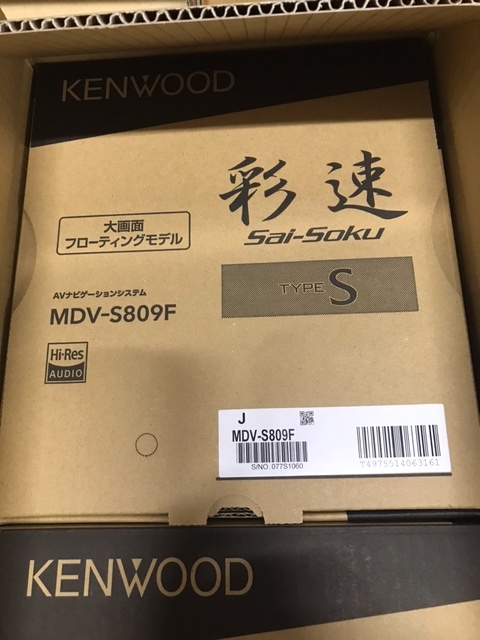 KENWOOD
彩速
Sai-Soku
大画面
フローティングモデル
TYPE S
AVナビゲーションシステム
MDV-S809F
Hi-Res
AUDIO
J
MDV-S809F
S/NO. 077S1060
T4975514063161
KENWOOD